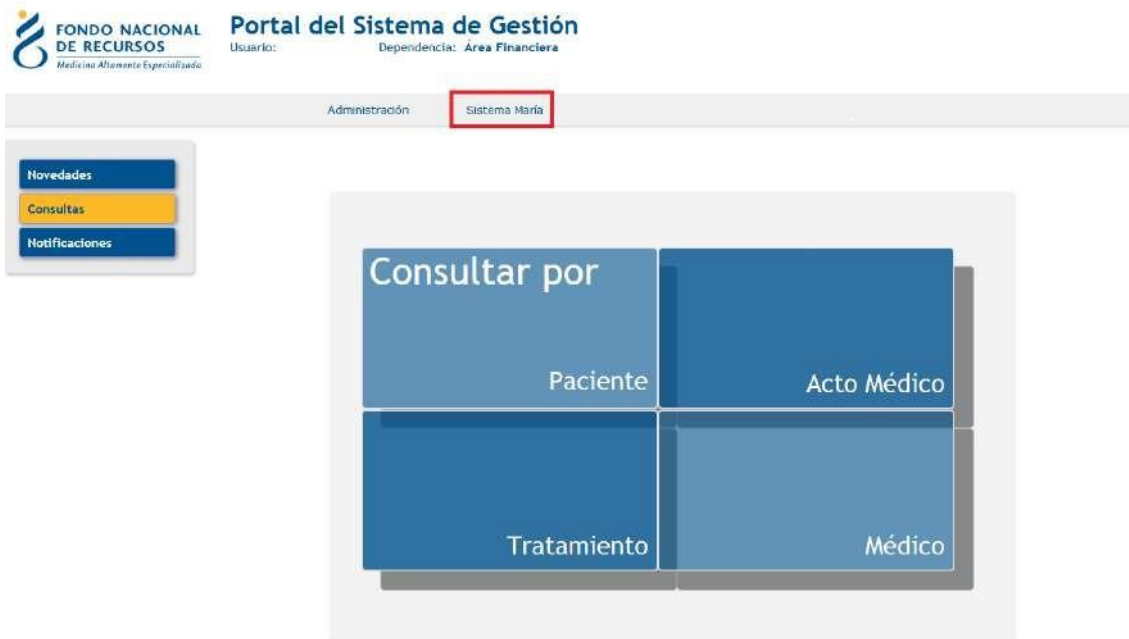 FONDO NACIONAL
DE RECURSOS
Medicina Altamente Especializada
Portal del Sistema de Gestión
Usuario: Dependencia: Área Financiera
Administración Sistema María
Novedades
Consultas
Notificaciones
Consultar por
Paciente
Acto Médico
Tratamiento
Médico